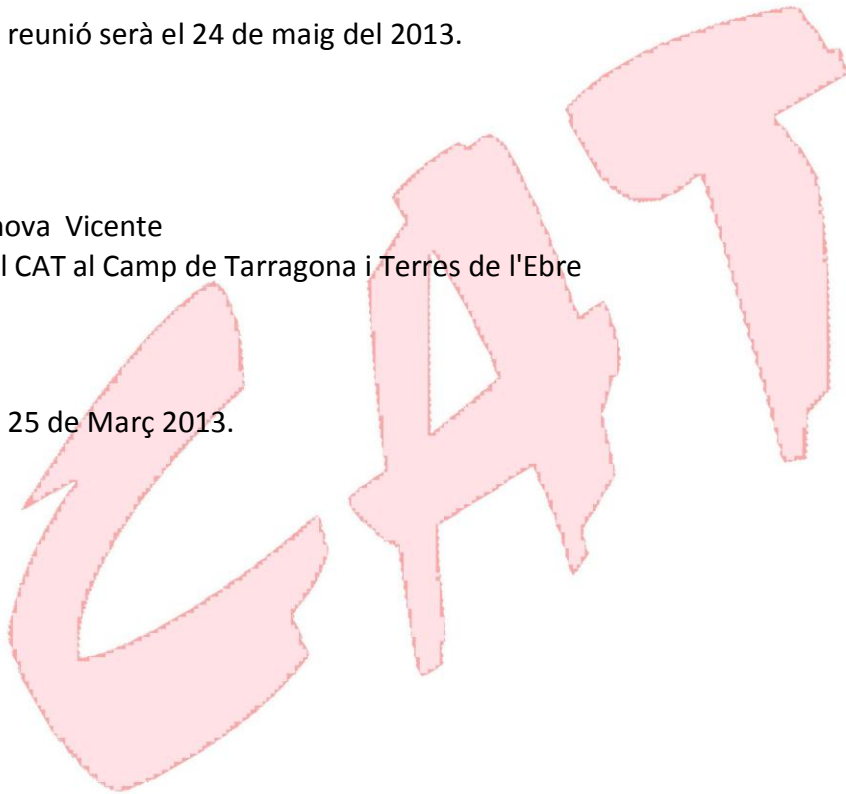 reunió serà el 24 de maig del 2013.
nova  Vicente
l CAT al Camp de Tarragona i Terres de l'Ebre
25 de Març 2013.
CAT